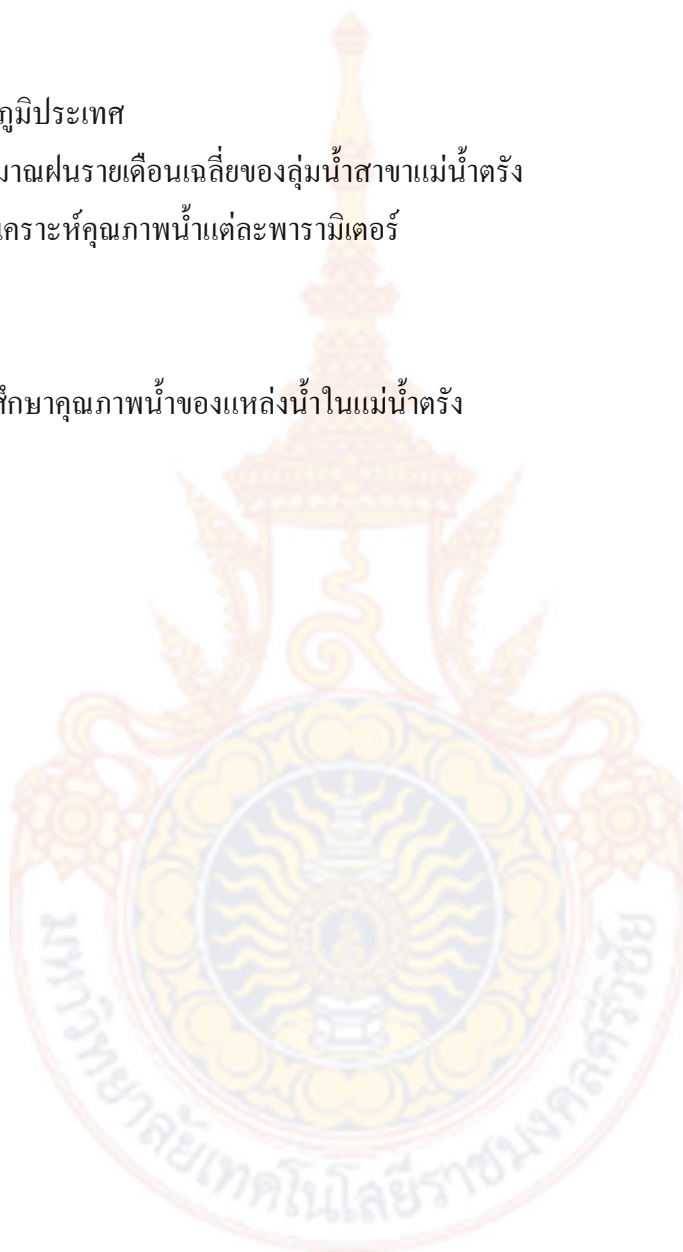 ภูมิประเทศ
มาณฝนรายเดือนเฉลี่ยของลุ่มน้ำสาขาแม่น้ำตรัง
เคราะห์คุณภาพน้ำแต่ละพารามิเตอร์
ศึกษาคุณภาพน้ำของแหล่งน้ำในแม่น้ำตรัง
มหาวิทยาลัยเทคโนโลยีราชมงคลศรีวิชัย